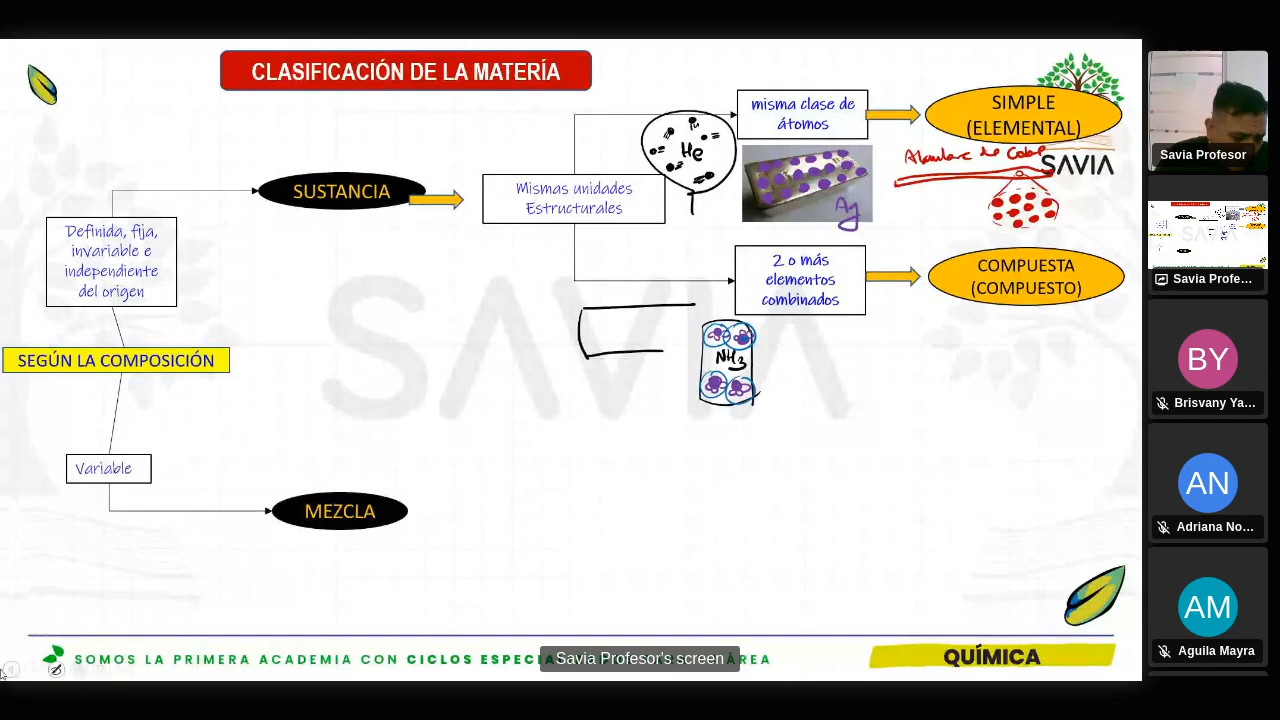 CLASIFICACIÓN DE LA MATERÍA
misma clase de
átomos
SIMPLE
(ELEMENTAL)
He
Alambre de Cobre
SAVIA
SUSTANCIA
Mismas unidades
Estructurales
Ag
Definida, fija,
invariable e
independiente
del origen
2 o más
elementos
combinados
COMPUESTA
(COMPUESTO)
SAVIA
NH3
SEGÚN LA COMPOSICIÓN
Variable
MEZCLA
SOMOS LA PRIMERA ACADEMIA CON CICLOS ESPECI
ÁREA
Savia Profesor's screen
QUÍMICA
Savia Profesor
Savia Profe...
BY
Brisvany Ya...
AN
Adriana No...
AM
Aguila Mayra